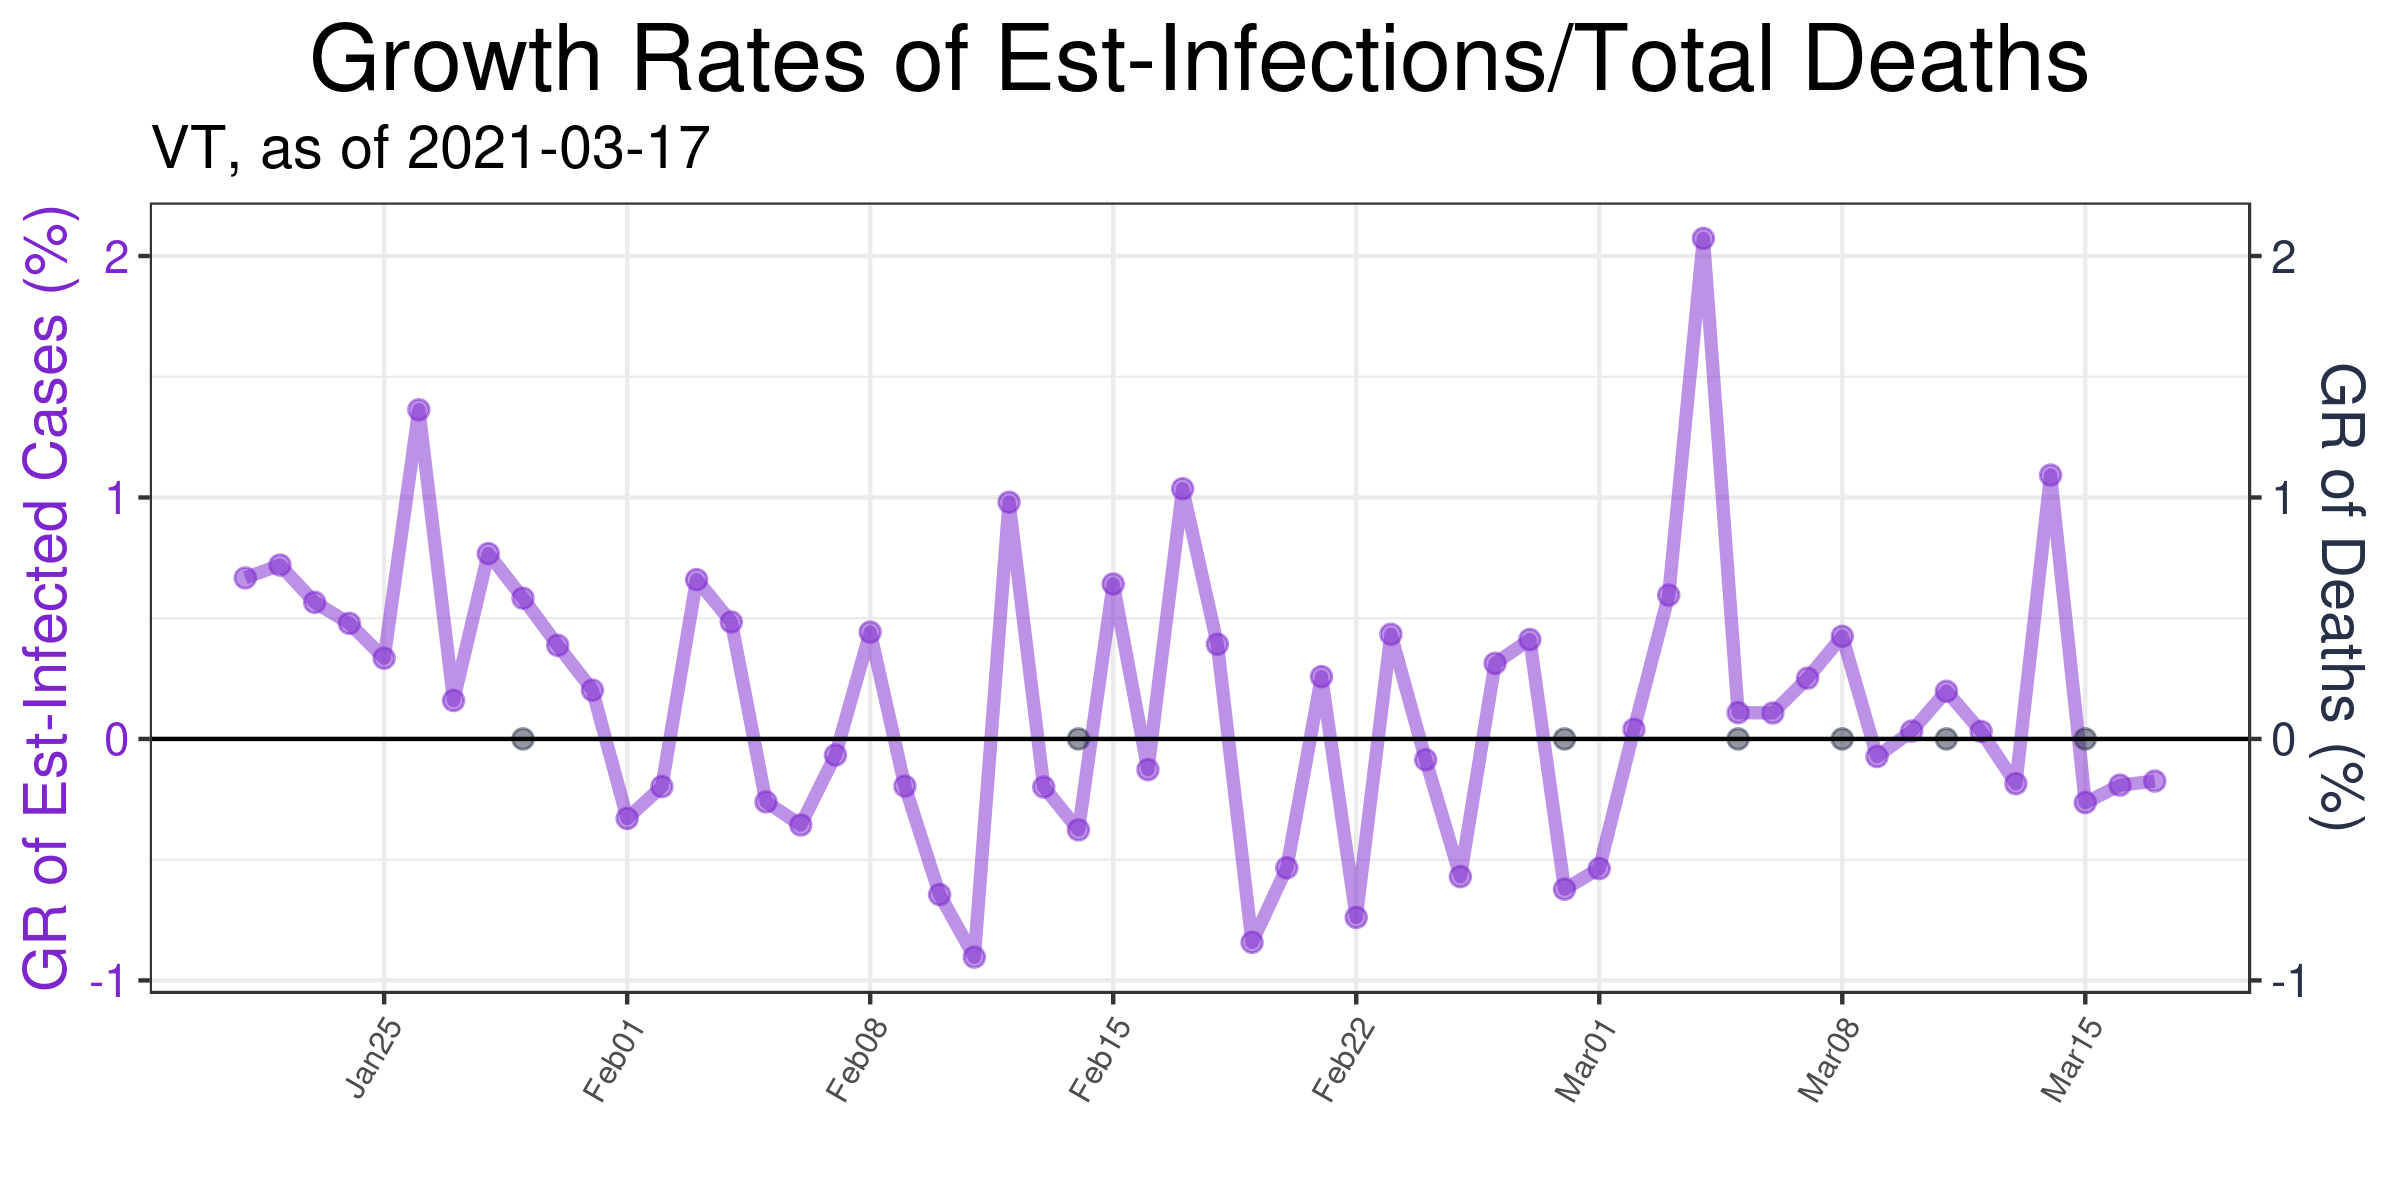 Growth Rates of Est-Infections/Total Deaths
VT, as of 2021-03-17
GR of Est-Infected Cases (%)
2
1
0
-1
2
1
0
-1
GR of Deaths (%)
Jan25
Feb01
Feb08
Feb15
Feb22
Mar01
Mar08
Mar15